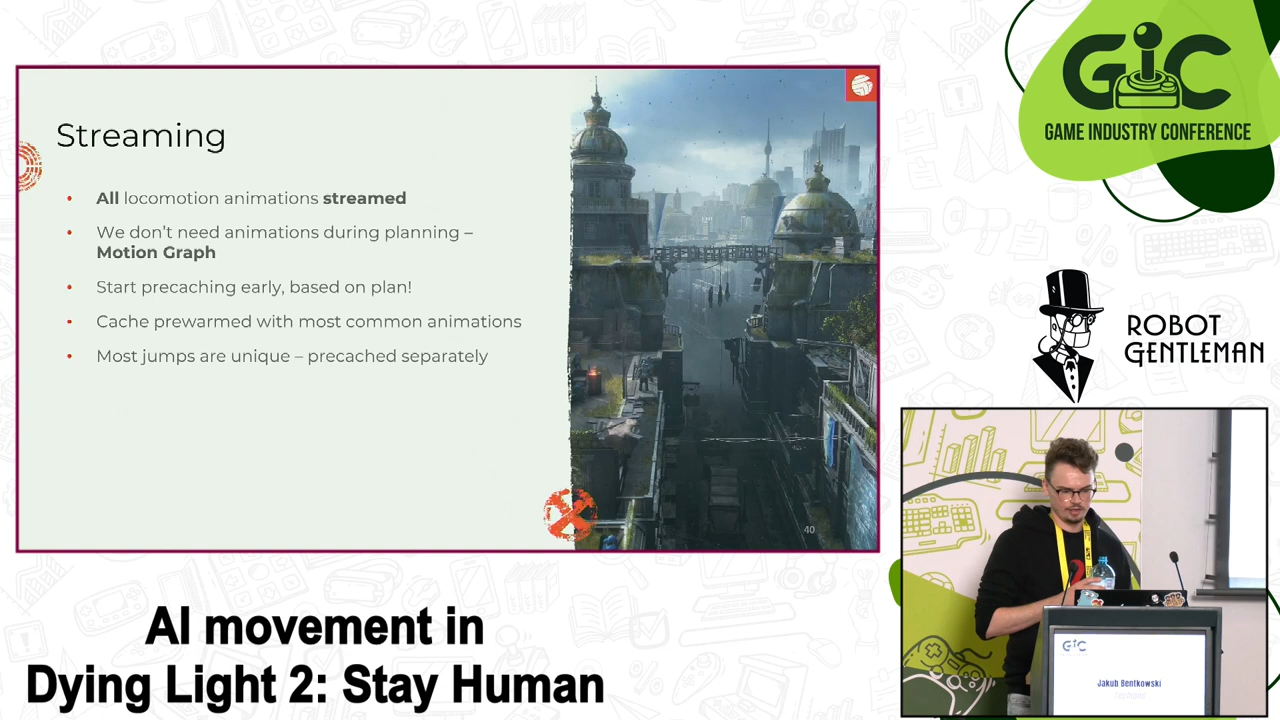 Streaming
All locomotion animations streamed
We don't need animations during planning –
Motion Graph
Start precaching early, based on plan!
Cache prewarmed with most common animations
Most jumps are unique – precached separately
40
GIC
GAME INDUSTRY CONFERENCE
ROBOT
GENTLEMAN
GIC
Jakub Bentkowski
Techland
AI movement in
Dying Light 2: Stay Human